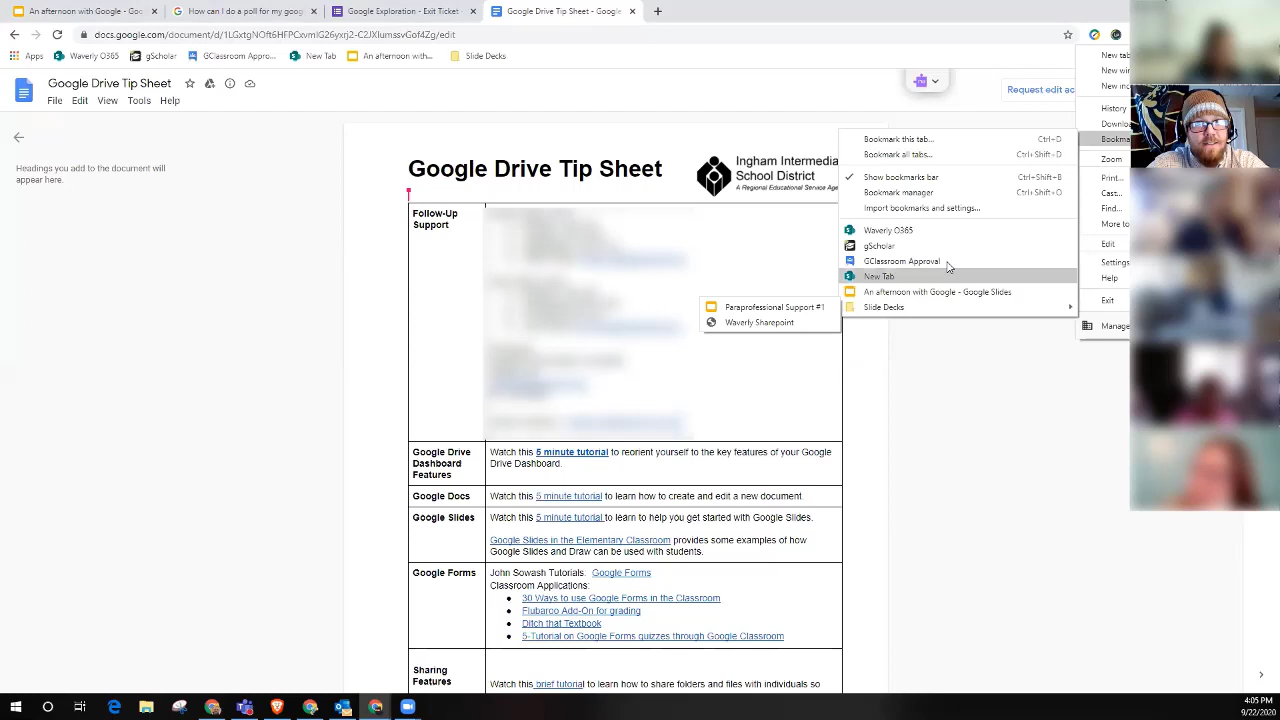 An afternoon with Google - Goo
How can I do a poll for my goog
Google Exploration - Exit Ticket
Google Drive Tip Sheet - Google
docs.google.com/document/d/
Apps
Waverly O365
gScholar
GClassroom Appro...
New Tab
An afternoon with...
Slide Decks
Google Drive Tip Sheet
File Edit View Tools Help
Request edit ac
Headings you add to the document will
appear here.
Google Drive Tip Sheet
Ingham Intermedia
School District
A Regional Educational Service Age
Follow-Up
Support
Google Drive
Dashboard
Features
Watch this 5 minute tutorial to reorient yourself to the key features of your Google
Drive Dashboard.
Google Docs
Watch this 5 minute tutorial to learn how to create and edit a new document.
Google Slides
Watch this 5 minute tutorial to learn to help you get started with Google Slides.
Google Slides in the Elementary Classroom provides some examples of how
Google Slides and Draw can be used with students.
Google Forms
John Sowash Tutorials: Google Forms
Classroom Applications:
30 Ways to use Google Forms in the Classroom
Flubaroo Add-On for grading
Ditch that Textbook
5-Tutorial on Google Forms quizzes through Google Classroom
Sharing
Features
Watch this brief tutorial to learn how to share folders and files with individuals so
Bookmark this tab... Ctrl+D
Bookmark all tabs... Ctrl+Shift+D
Show bookmarks bar Ctrl+Shift+B
Bookmark manager Ctrl+Shift+O
Import bookmarks and settings...
Waverly O365
gScholar
GClassroom Approval
New Tab
An afternoon with Google - Google Slides
Slide Decks
Paraprofessional Support #1
Waverly Sharepoint
New tab
New wir
New inc
History
Downloa
Bookma
Zoom
Print...
Cast...
Find...
More to
Edit
Settings
Help
Exit
Manage
4:05 PM
9/22/2020